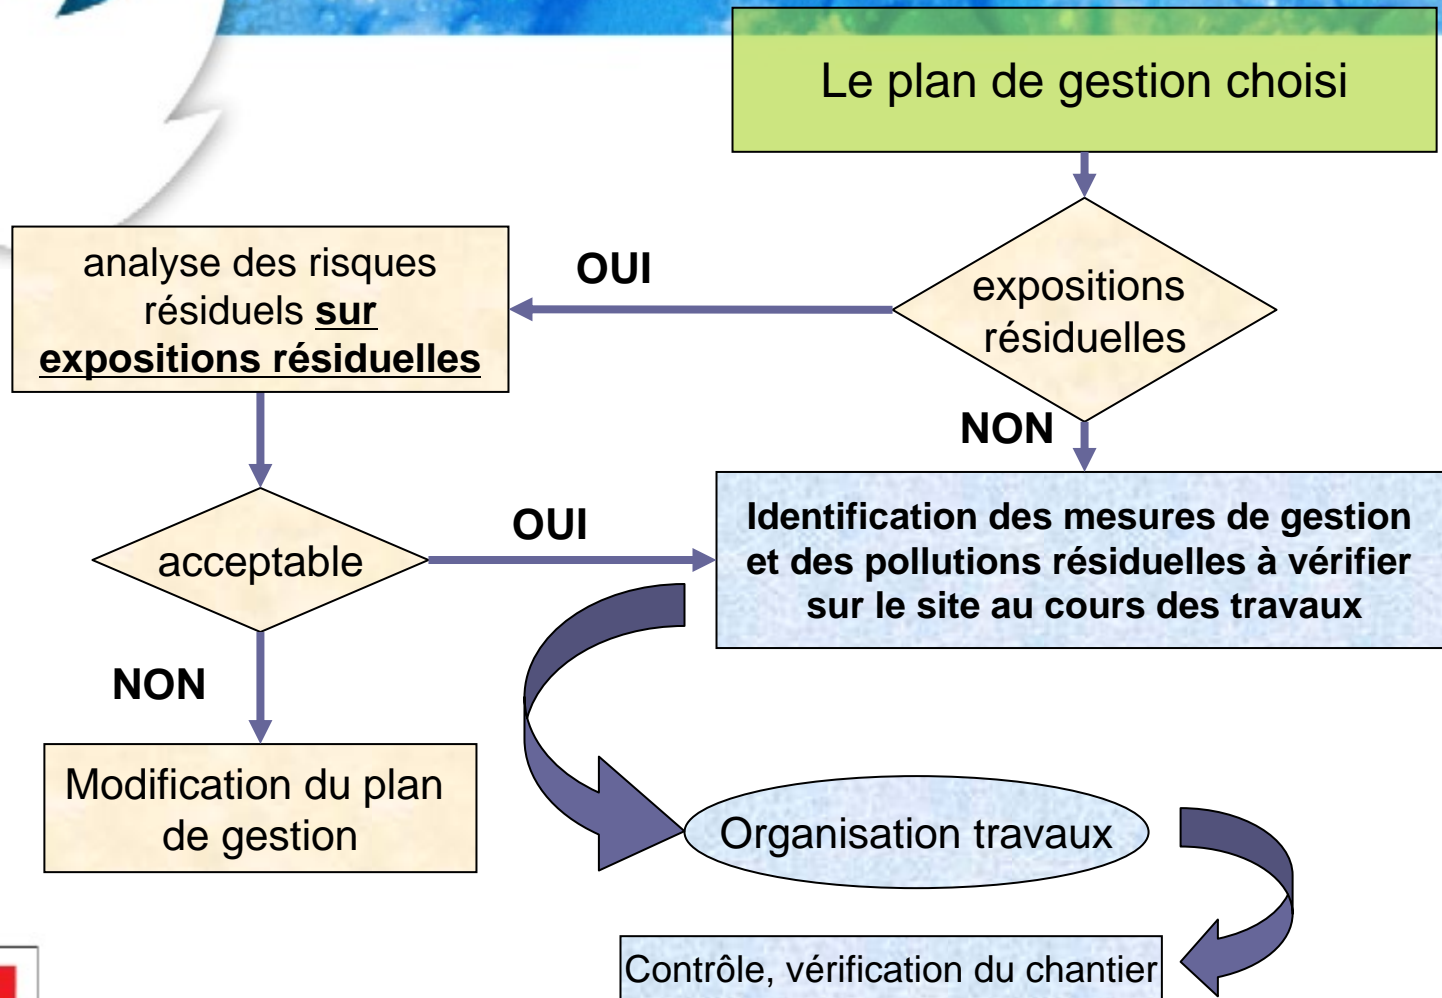 Le plan de gestion choisi
expositions
résiduelles
OUI
analyse des risques
résiduels sur
expositions résiduelles
NON
acceptable
OUI
Identification des mesures de gestion
et des pollutions résiduelles à vérifier
sur le site au cours des travaux
NON
Modification du plan
de gestion
Organisation travaux
Contrôle, vérification du chantier